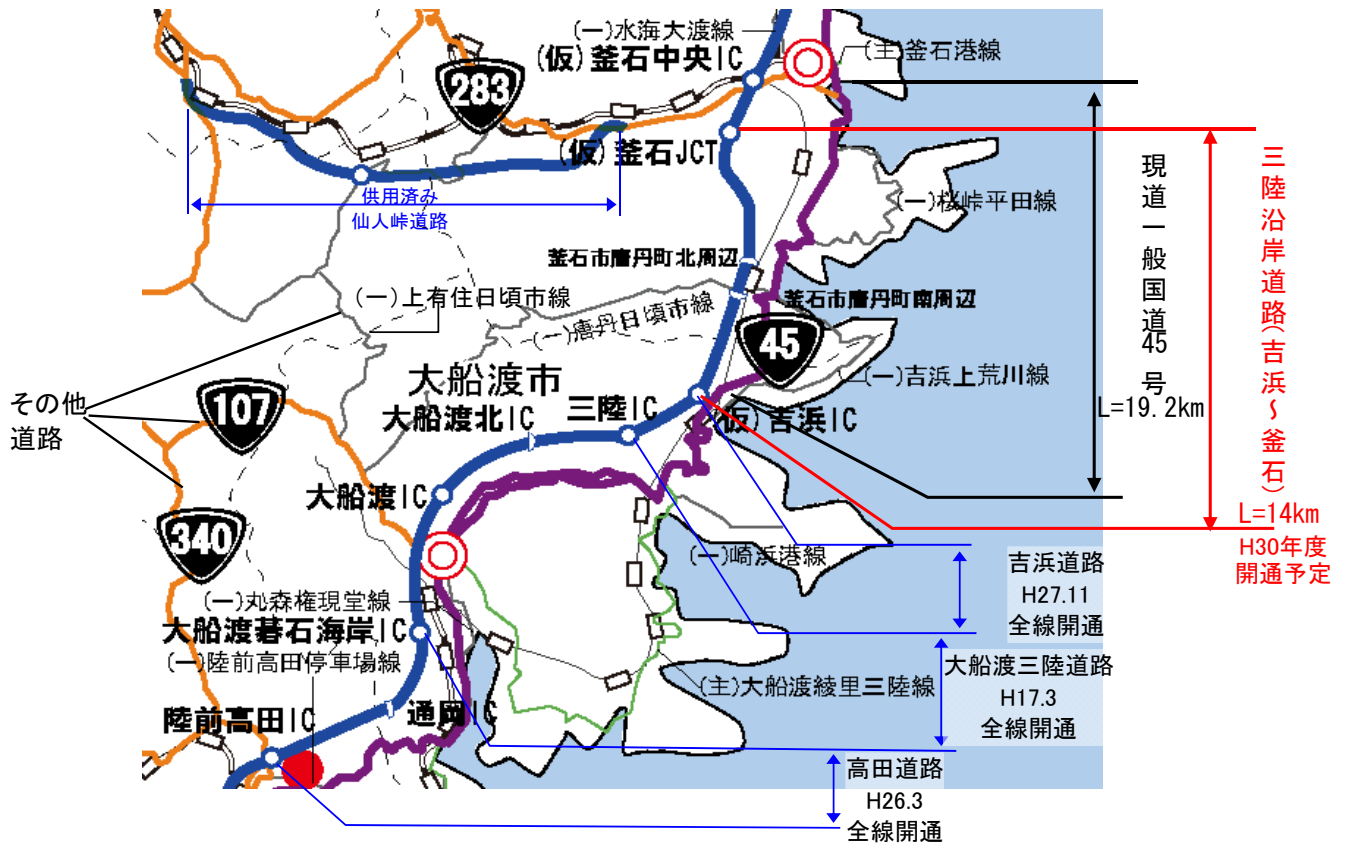 (一)水海大渡線
(仮)釜石中央IC
(主)釜石港線
283
(仮)釜石JCT
供用済み
仙人峠道路
(一)桜峠平田線
釜石市唐丹町北周辺
(一)上有住日頃市線
(一)唐丹日頃市線
釜石市唐丹町南周辺
45
(一)吉浜上荒川線
大船渡市
その他
道路
107
大船渡北IC
三陸IC
(仮)吉浜IC
大船渡IC
340
(一)崎浜港線
(一)丸森権現堂線
大船渡碁石海岸IC
(一)陸前高田停車場線
(主)大船渡綾里三陸線
陸前高田IC
通岡IC
現道一般国道45号
L=19.2km
三陸沿岸道路(吉浜～釜石)
L=14km
H30年度
開通予定
吉浜道路
H27.11
全線開通
大船渡三陸道路
H17.3
全線開通
高田道路
H26.3
全線開通